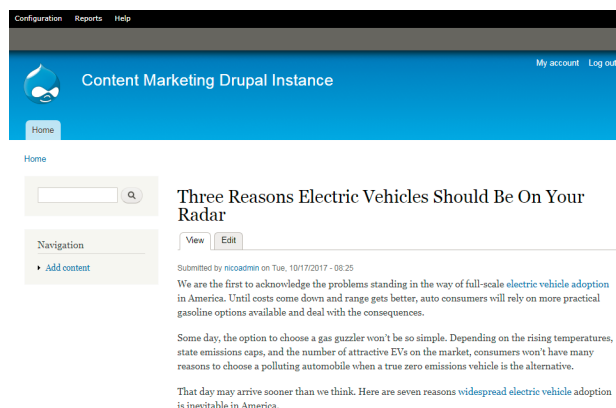 Configuration Reports Help
My account Log out
Content Marketing Drupal Instance
Home
Home
Three Reasons Electric Vehicles Should Be On Your
Radar
Navigation
View Edit
Add content
Submitted by nicoadmin on Tue, 10/17/2017 - 08:25
We are the first to acknowledge the problems standing in the way of full-scale electric vehicle adoption
in America. Until costs come down and range gets better, auto consumers will rely on more practical
gasoline options available and deal with the consequences.
Some day, the option to choose a gas guzzler won't be so simple. Depending on the rising temperatures,
state emissions caps, and the number of attractive EVs on the market, consumers won't have many
reasons to choose a polluting automobile when a true zero emissions vehicle is the alternative.
That day may arrive sooner than we think. Here are seven reasons widespread electric vehicle adoption
is inevitable in America.